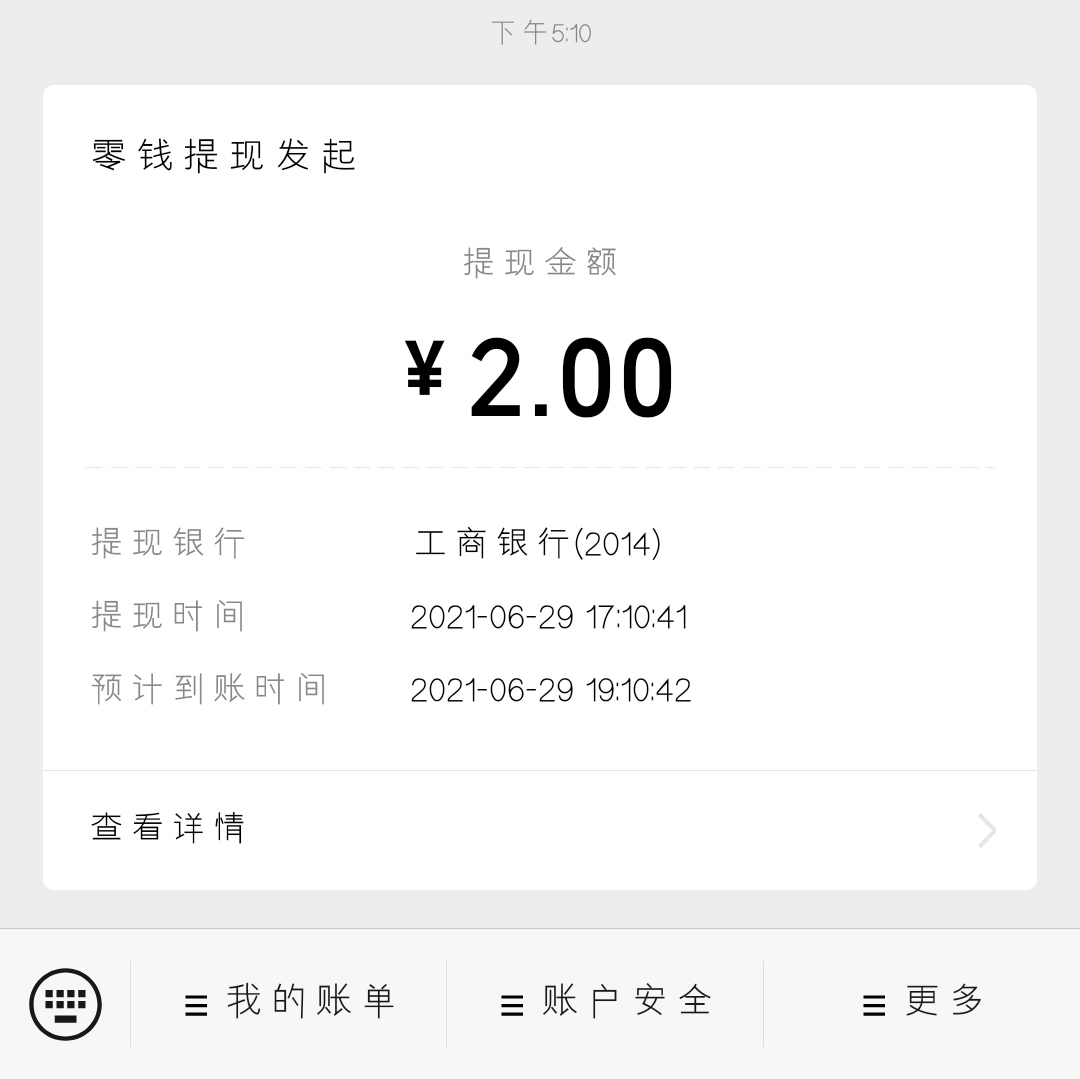 下午5:10
零钱提现发起
提现金额
¥2.00
提现银行 工商银行(2014)
提现时间 2021-06-29 17:10:41
预计到账时间 2021-06-29 19:10:42
查看详情
我的账单 账户安全 更多